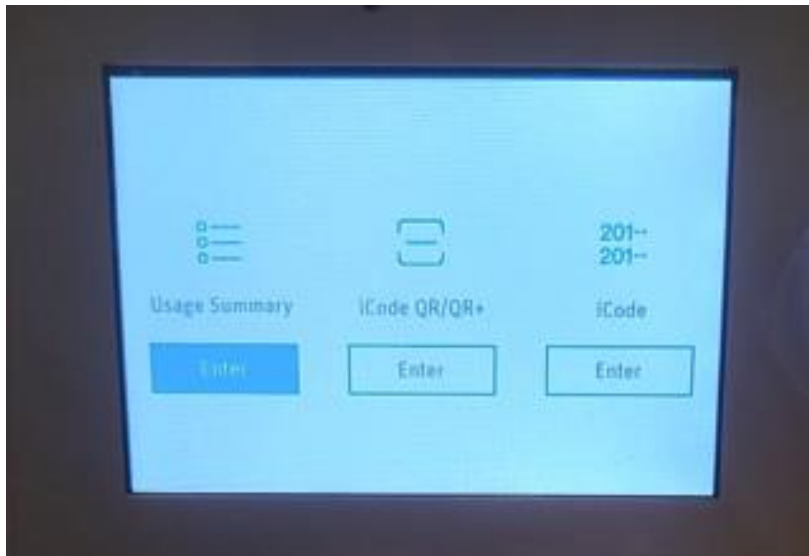 201--
201--
Usage Summary
iCode QR/QR+
iCode
Enter
Enter
Enter